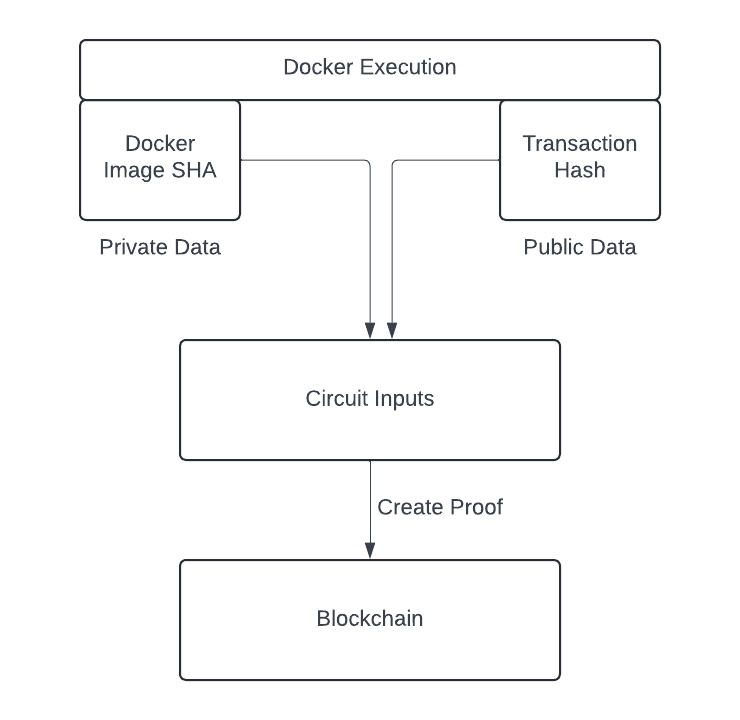 Docker Execution
Docker
Image SHA
Transaction
Hash
Private Data
Public Data
Circuit Inputs
Create Proof
Blockchain